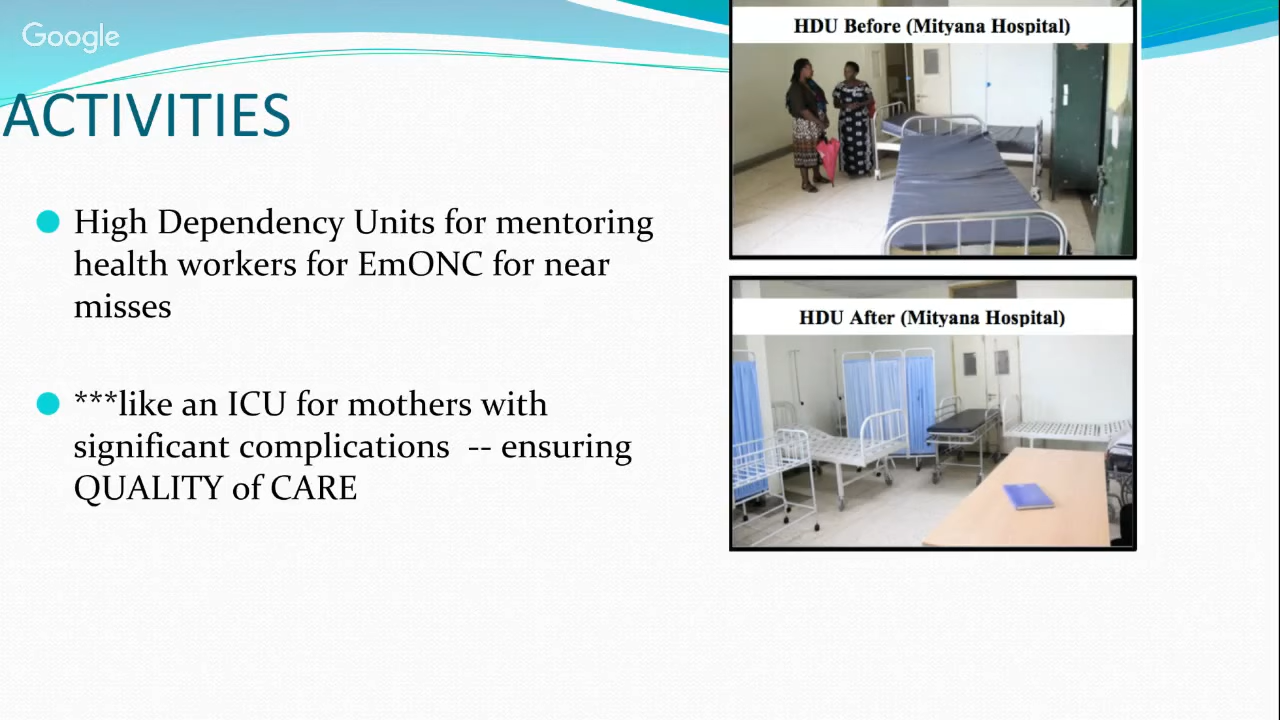 Google
ACTIVITIES
High Dependency Units for mentoring
health workers for EmONC for near
misses
***like an ICU for mothers with
significant complications -- ensuring
QUALITY of CARE
HDU Before (Mityana Hospital)
HDU After (Mityana Hospital)